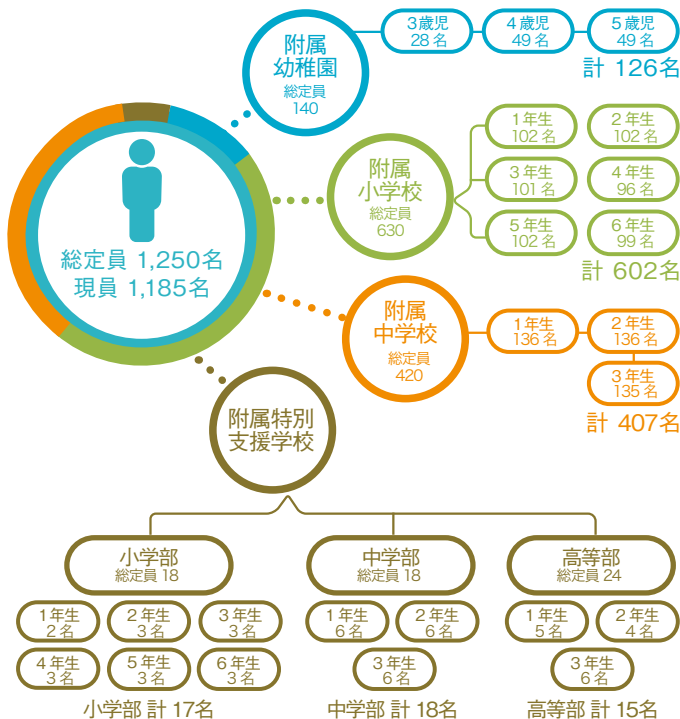 附属
幼稚園
総定員
140
3歳児
28名
4歳児
49名
5歳児
49名
計 126名
総定員 1,250名
現員 1,185名
附属
小学校
総定員
630
1年生
102名
2年生
102名
3年生
101名
4年生
96名
5年生
102名
6年生
99名
計 602名
附属
中学校
総定員
420
1年生
136名
2年生
136名
3年生
135名
計 407名
附属特別
支援学校
小学部
総定員 18
1年生
2名
2年生
3名
3年生
3名
4年生
3名
5年生
3名
6年生
3名
小学部 計 17名
中学部
総定員 18
1年生
6名
2年生
6名
3年生
6名
中学部 計 18名
高等部
総定員 24
1年生
5名
2年生
4名
3年生
6名
高等部 計 15名